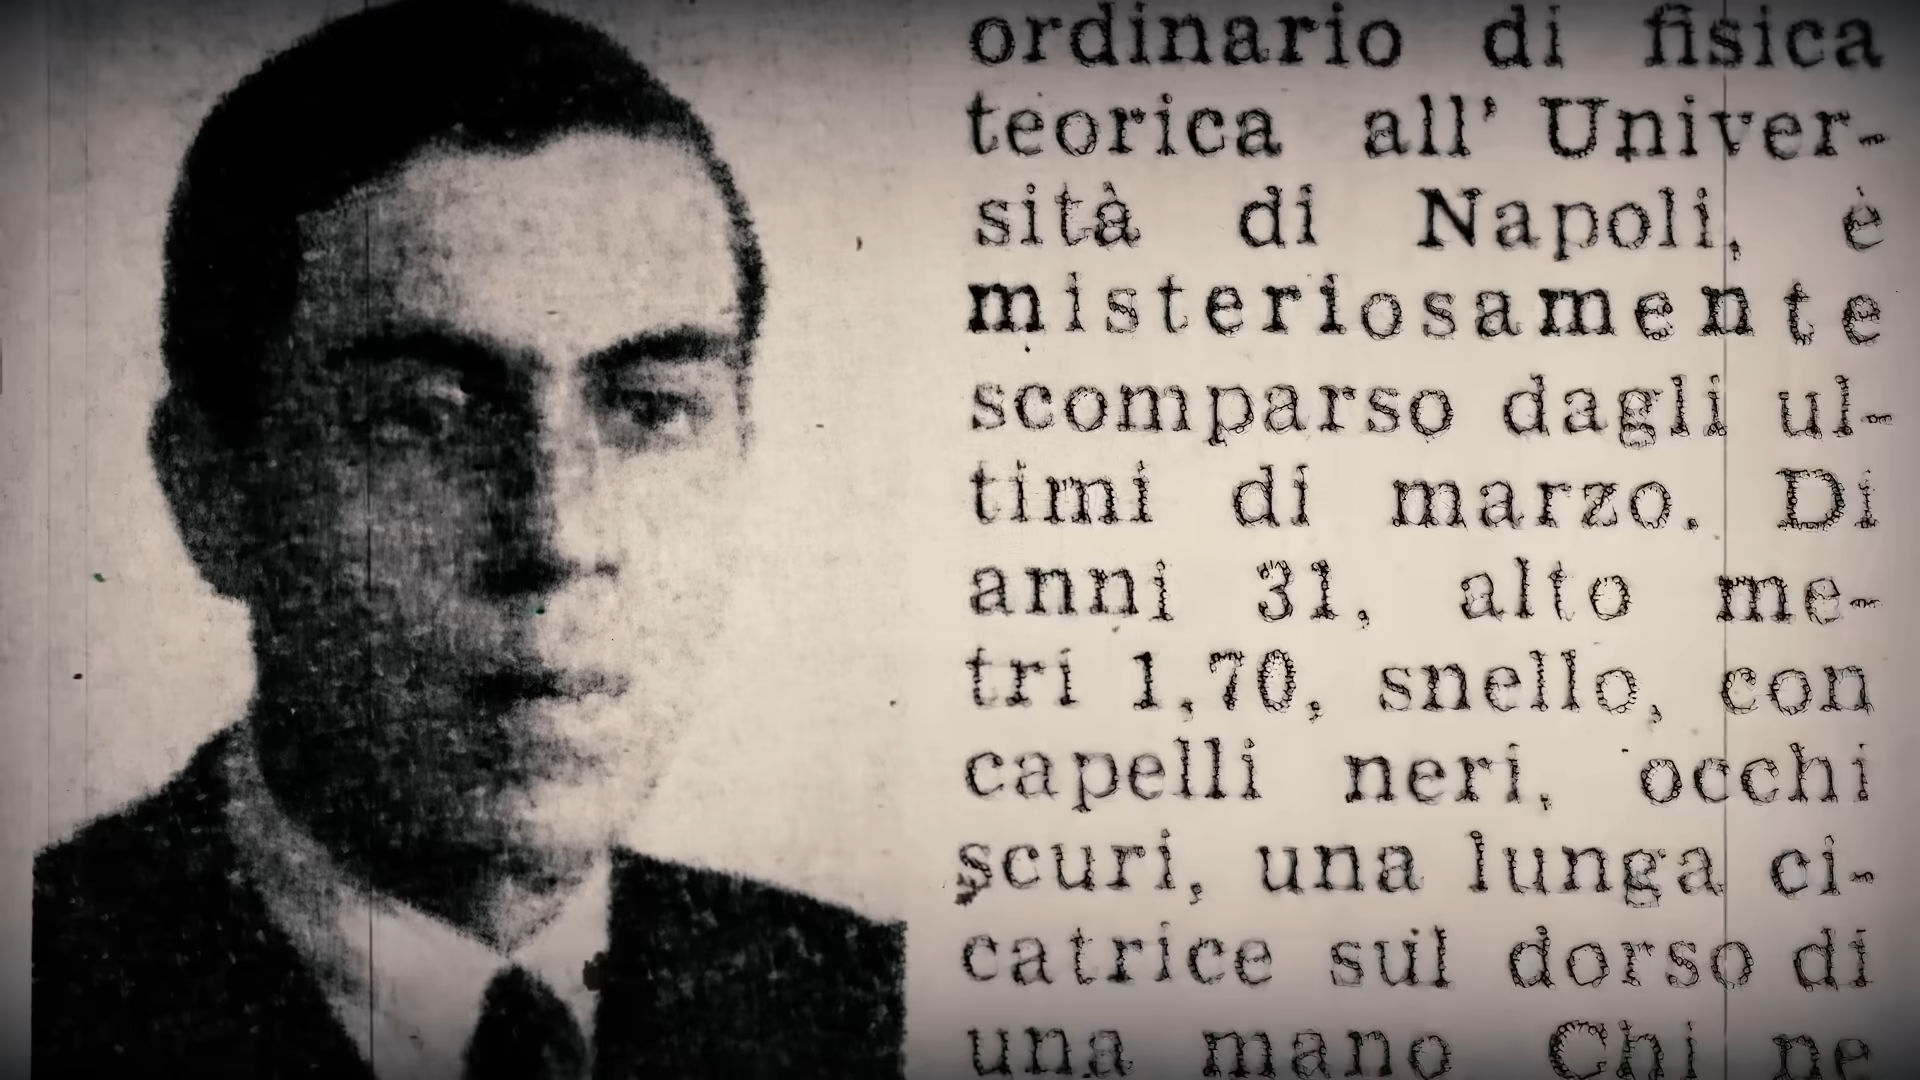 ordinario di fisica
teorica all' Univer-
sità di Napoli, è
misteriosamente
scomparso dagli ul-
timi di marzo. Di
anni 31, alto me-
tri 1,70, snello, con
capelli neri, occhi
scuri, una lunga ci-
catrice sul dorso di
una mano Chi ne